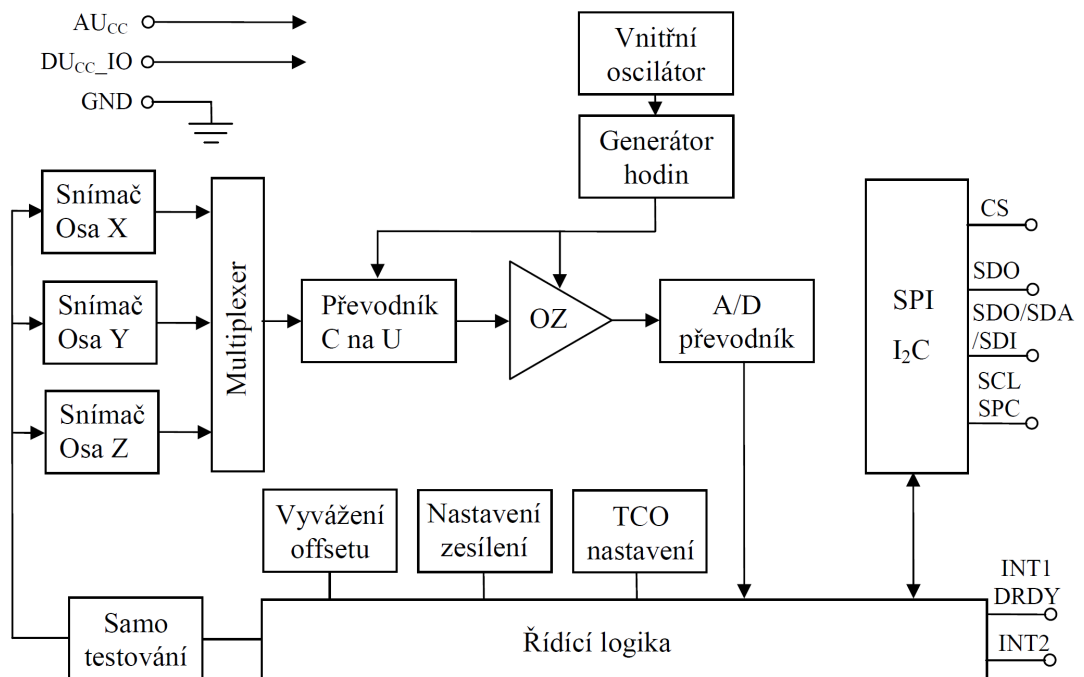 AUCC
DUCC_IO
GND
Vnitřní
oscilátor
Generátor
hodin
Snímač
Osa X
Snímač
Osa Y
Snímač
Osa Z
Multiplexer
Převodník
C na U
OZ
A/D
převodník
SPI
I2C
CS
SDO
SDO/SDA
/SDI
SCL
SPC
Vyvážení
offsetu
Nastavení
zesílení
TCO
nastavení
Samo
testování
Řídící logika
INT1
DRDY
INT2